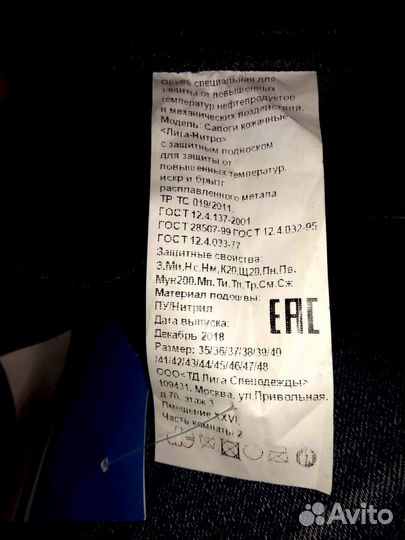 Обувь специальная для
защиты от повышенных
температур нефтепродуктов
и механических воздействий.
Модель: Сапоги кожанные
<Лига-Нитро>
с защитным подноском
для защиты от
повышенных температур,
искр и брызг
расплавленного метала
ТР ТС 019/2011,
ГОСТ 12.4.137-2001
ГОСТ 28507-99 ГОСТ 12.4.032-95
ГОСТ 12.4.033-77
Защитные свойства:
З,Ми,Нс,Нм,К20,Щ20,Пн,Пв,
Мун200,Мп,Ти,Тп,Тр,См,Сж
Материал подошвы:
ПУ/Нитрил
Дата выпуска:
Декабрь 2018
EAC
Размер: 35/36/37/38/39/40
/41/42/43/44/45/46/47/48
ООО<ТД Лига Спецодежды>
109431, Москва, ул.Привольная,
д.70, этаж 3
Пмещение XXVI
Часть комнаты 2
Avito